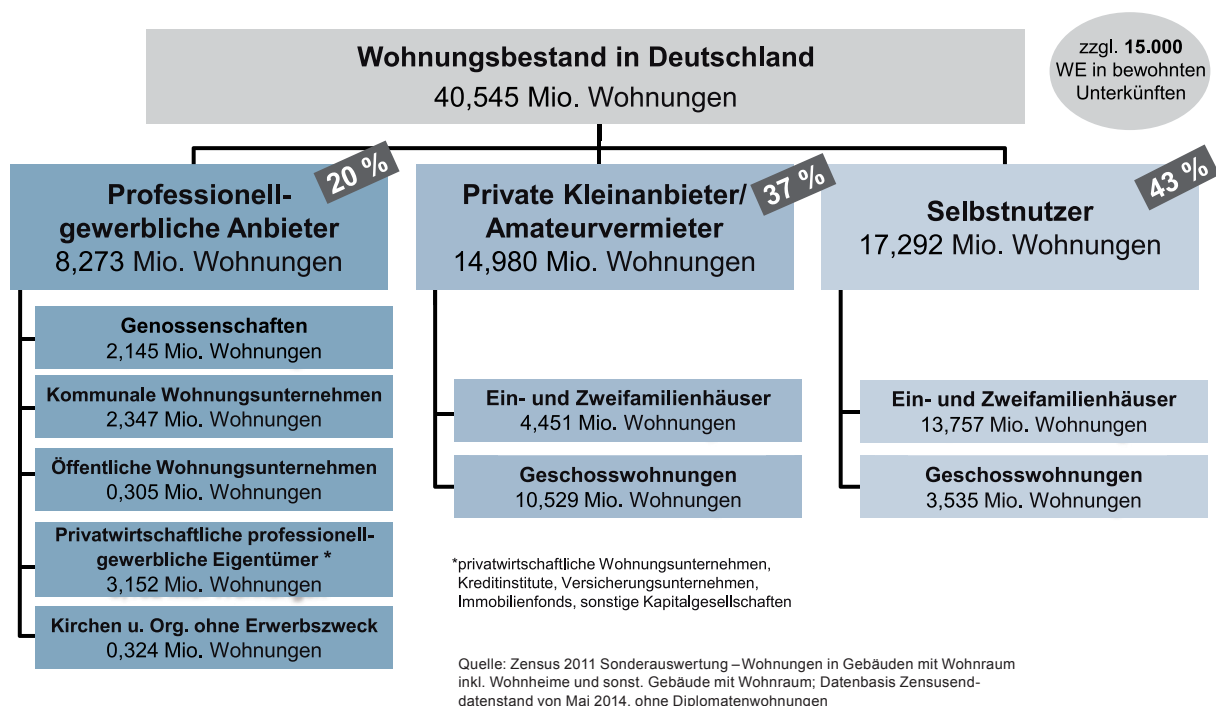 Wohnungsbestand in Deutschland
40,545 Mio. Wohnungen
zzgl. 15.000
WE in bewohnten
Unterkünften
20 %
Professionell-
gewerbliche Anbieter
8,273 Mio. Wohnungen
Genossenschaften
2,145 Mio. Wohnungen
Kommunale Wohnungsunternehmen
2,347 Mio. Wohnungen
Öffentliche Wohnungsunternehmen
0,305 Mio. Wohnungen
Privatwirtschaftliche professionell-
gewerbliche Eigentümer *
3,152 Mio. Wohnungen
Kirchen u. Org. ohne Erwerbszweck
0,324 Mio. Wohnungen
37 %
Private Kleinanbieter/
Amateurvermieter
14,980 Mio. Wohnungen
Ein- und Zweifamilienhäuser
4,451 Mio. Wohnungen
Geschosswohnungen
10,529 Mio. Wohnungen
43 %
Selbstnutzer
17,292 Mio. Wohnungen
Ein- und Zweifamilienhäuser
13,757 Mio. Wohnungen
Geschosswohnungen
3,535 Mio. Wohnungen
*privatwirtschaftliche Wohnungsunternehmen,
Kreditinstitute, Versicherungsunternehmen,
Immobilienfonds, sonstige Kapitalgesellschaften
Quelle: Zensus 2011 Sonderauswertung – Wohnungen in Gebäuden mit Wohnraum
inkl. Wohnheime und sonst. Gebäude mit Wohnraum; Datenbasis Zensusend-
datenstand von Mai 2014, ohne Diplomatenwohnungen